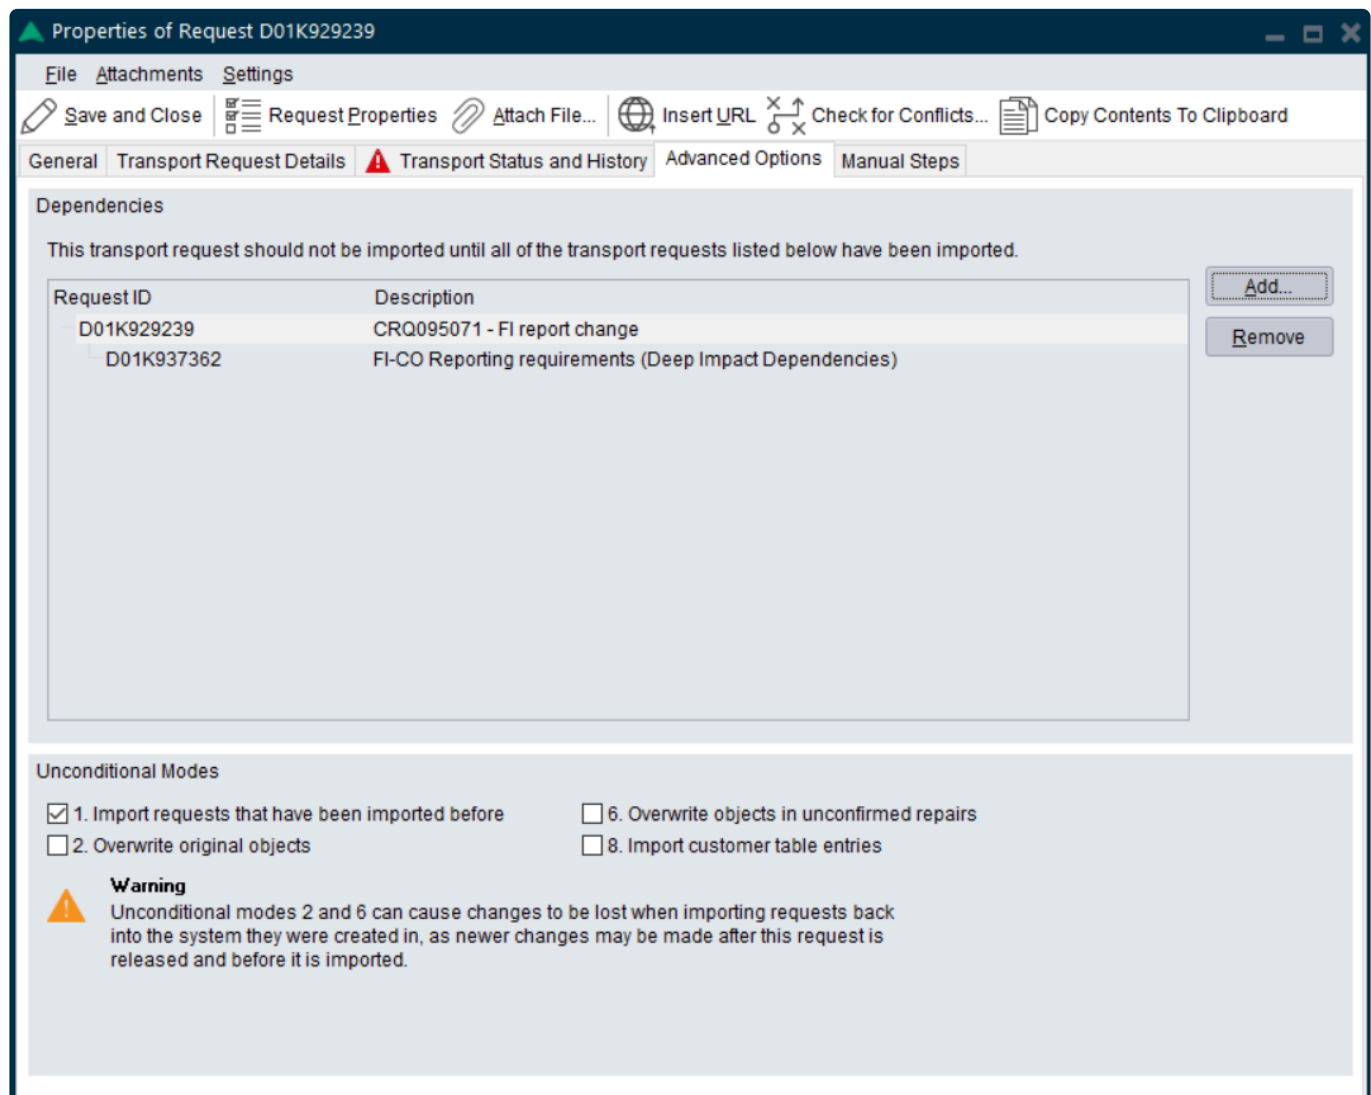 Properties of Request D01K929239
File Attachments Settings
Save and Close Request Properties Attach File... Insert URL Check for Conflicts... Copy Contents To Clipboard
General Transport Request Details Transport Status and History Advanced Options Manual Steps
Dependencies
This transport request should not be imported until all of the transport requests listed below have been imported.
Add...
Request ID Description
D01K929239 CRQ095071 - FI report change
Remove
D01K937362 FI-CO Reporting requirements (Deep Impact Dependencies)
Unconditional Modes
1. Import requests that have been imported before 6. Overwrite objects in unconfirmed repairs
2. Overwrite original objects 8. Import customer table entries
Warning
Unconditional modes 2 and 6 can cause changes to be lost when importing requests back
into the system they were created in, as newer changes may be made after this request is
released and before it is imported.